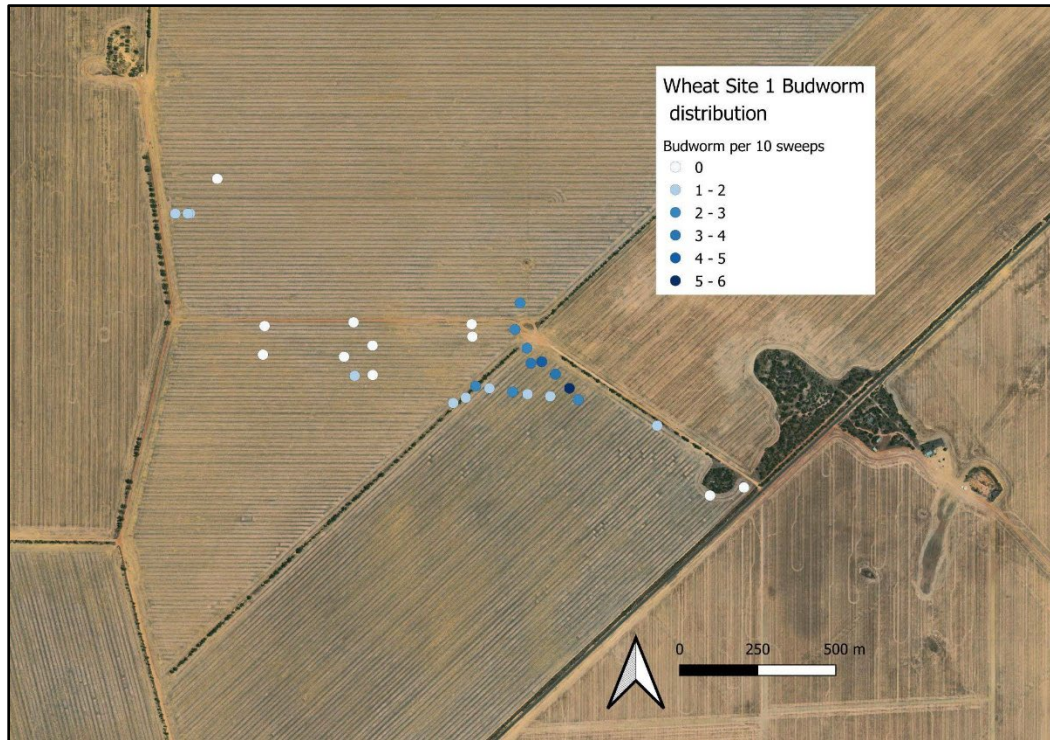 Wheat Site 1 Budworm
distribution
Budworm per 10 sweeps
0
1 - 2
2 - 3
3 - 4
4 - 5
5 - 6
0 250 500 m